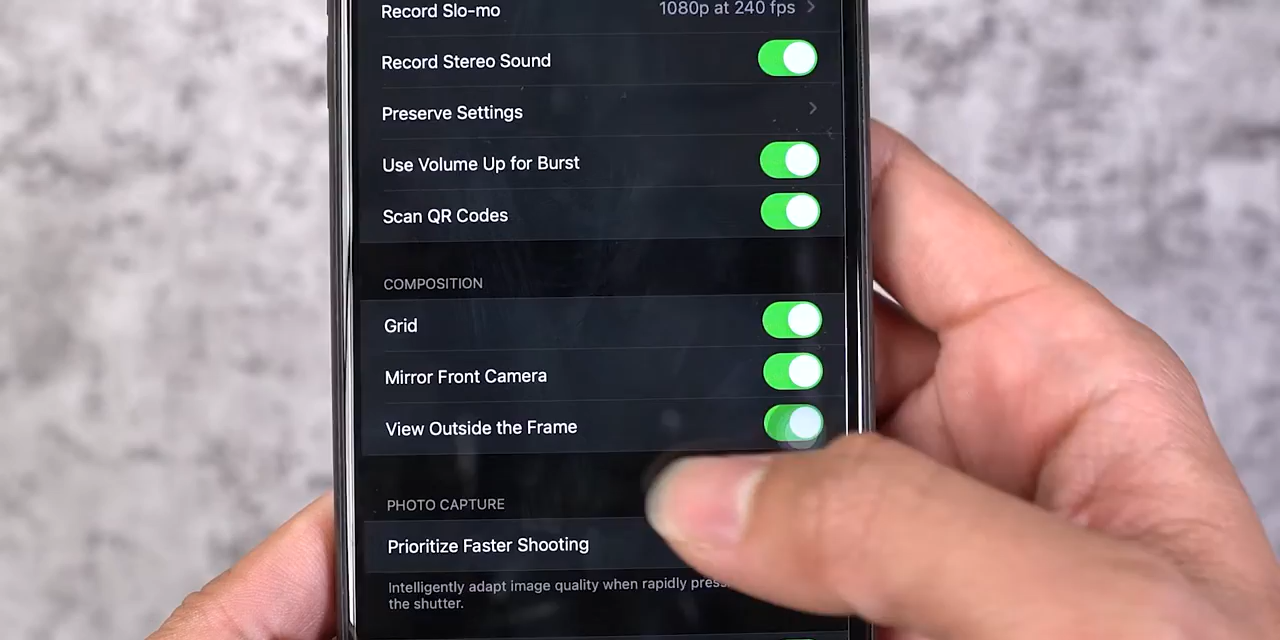 Record Slo-mo 1080p at 240 fps
Record Stereo Sound
Preserve Settings
Use Volume Up for Burst
Scan QR Codes
COMPOSITION
Grid
Mirror Front Camera
View Outside the Frame
PHOTO CAPTURE
Prioritize Faster Shooting
Intelligently adapt image quality when rapidly
the shutter.